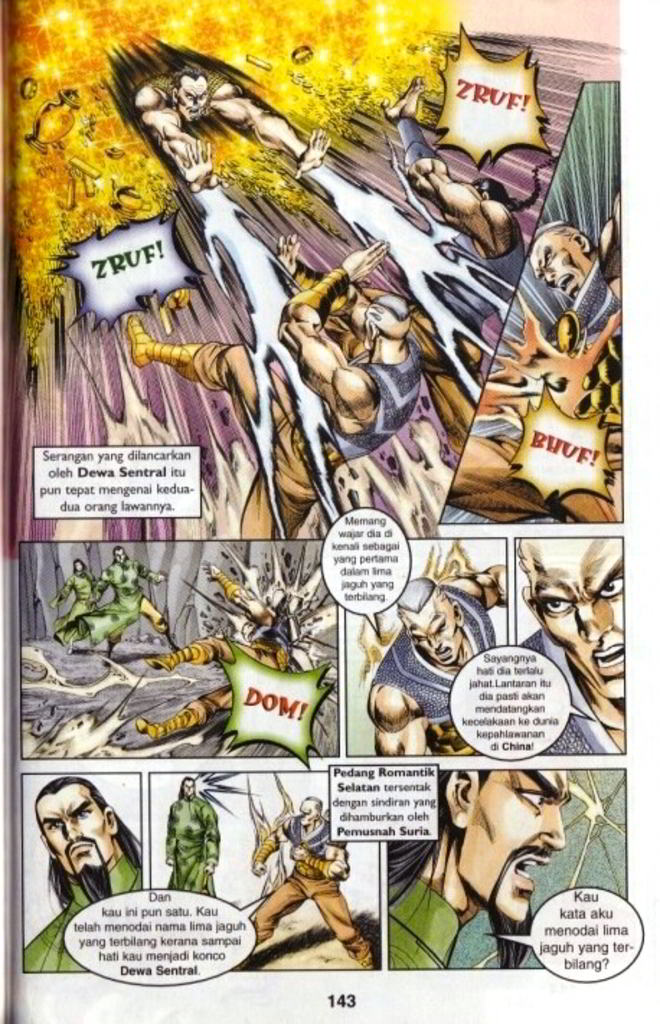 ZRUF!
ZRUF!
BHUF!
Serangan yang dilancarkan
oleh Dewa Sentral itu
pun tepat mengenai kedua-
dua orang lawannya.
Memang
wajar dia di
kenali sebagai
yang pertama
dalam lima
jaguh yang
terbilang.
DOM!
Sayangnya
hati dia terlalu
jahat.Lantaran itu
dia pasti akan
mendatangkan
kecelakaan ke dunia
kepahlawanan
di China!
Dan
kau ini pun satu. Kau
telah menodai nama lima jaguh
yang terbilang kerana sampai
hati kau menjadi konco
Dewa Sentral.
Pedang Romantik
Selatan tersentak
dengan sindiran yang
dihamburkan oleh
Pemusnah Suria.
Kau
kata aku
menodai lima
jaguh yang ter-
bilang?
143